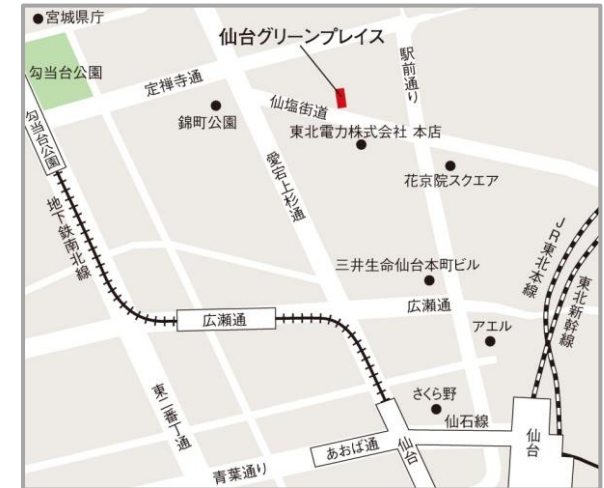 宮城県庁
仙台グリーンプレイス
勾当台公園
定禅寺通
駅前通り
仙塩街道
錦町公園
東北電力株式会社 本店
勾当台公園
花京院スクエア
愛宕上杉通
地下鉄南北線
三井生命仙台本町ビル
JR東北本線
東北新幹線
広瀬通
広瀬通
アエル
東二番丁通
さくら野
仙石線
仙台
仙台
あおば通
青葉通り